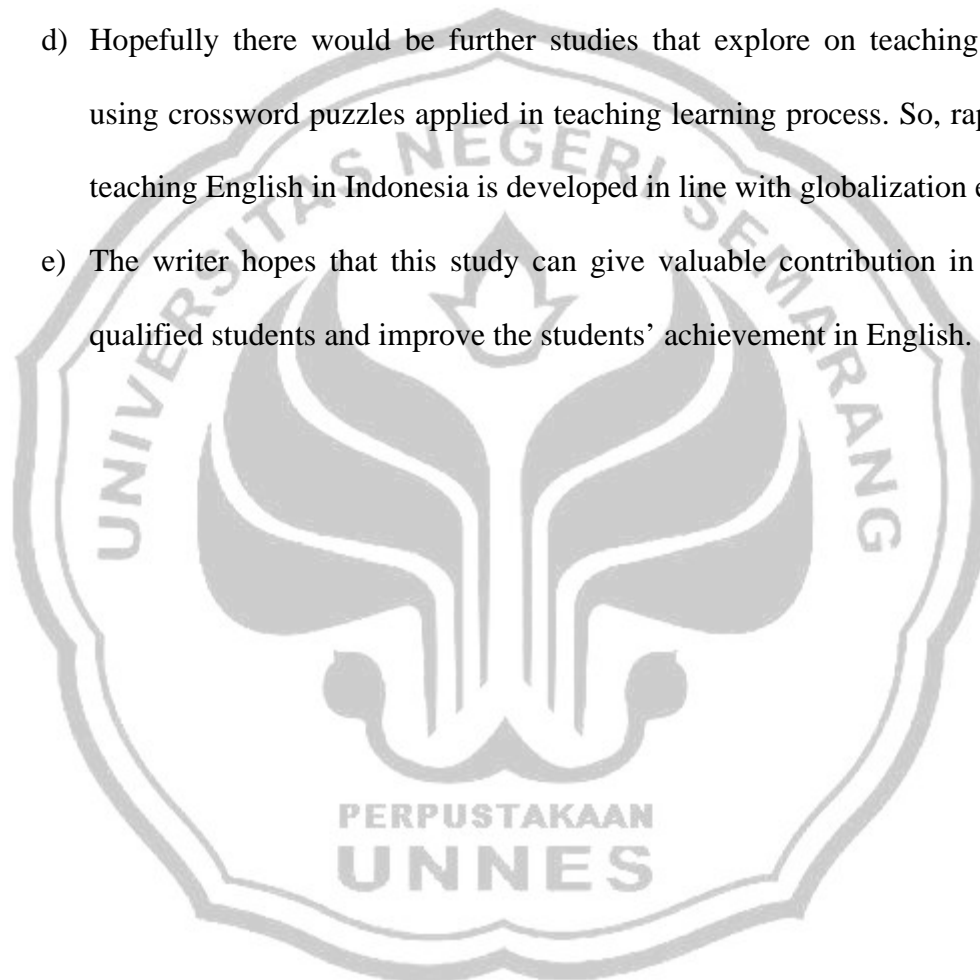 d) Hopefully there would be further studies that explore on teaching
using crossword puzzles applied in teaching learning process. So,
teaching English in Indonesia is developed in line with globalization
e) The writer hopes that this study can give valuable contribution in
qualified students and improve the students’ achievement in English.
UNIVERSITAS NEGERI SEMARANG
PERPUSTAKAAN
UNNES